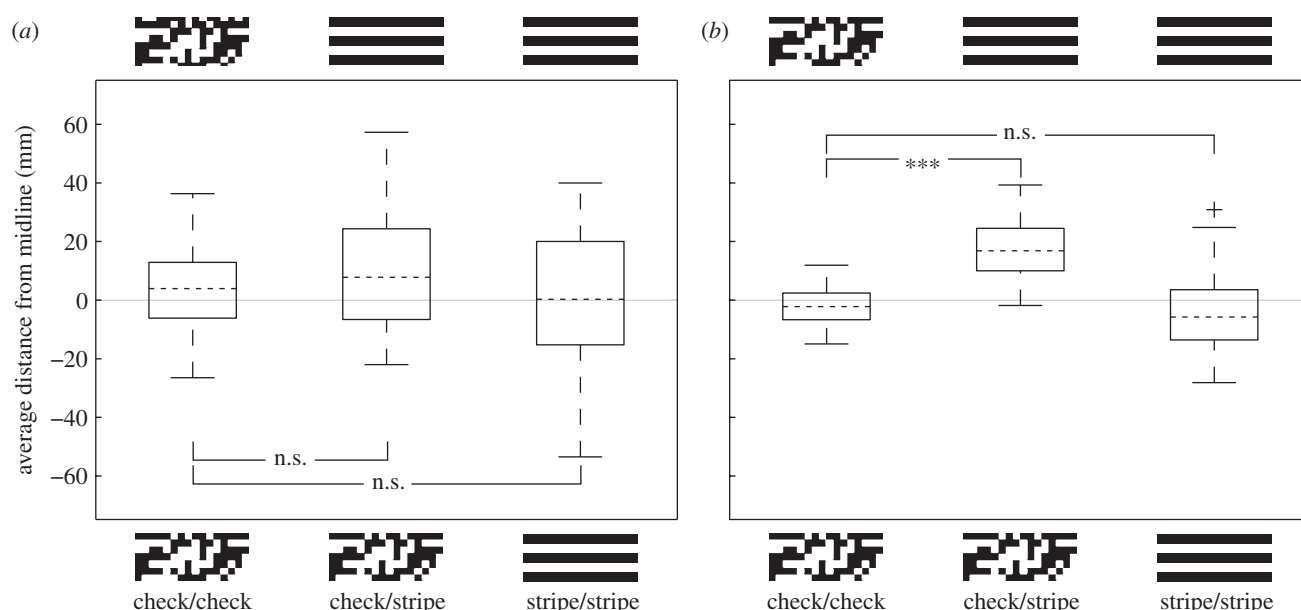 (a)
(b)
average distance from midline (mm)
60
40
20
0
−20
−40
−60
n.s.
n.s.
n.s.
***
check/check
check/stripe
stripe/stripe
check/check
check/stripe
stripe/stripe